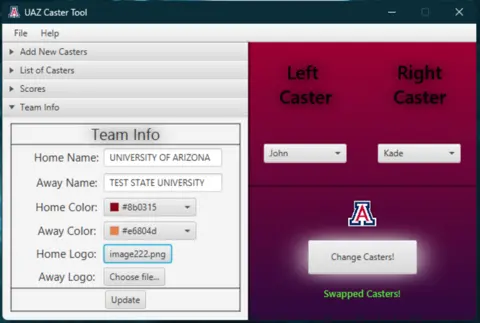 UAZ Caster Tool
File Help
Add New Casters
List of Casters
Scores
Team Info
Team Info
Home Name: UNIVERSITY OF ARIZONA
Away Name: TEST STATE UNIVERSITY
Home Color: #8b0315
Away Color: #e6804d
Home Logo: image222.png
Away Logo: Choose file...
Update
Left Caster
Right Caster
John
Kade
A
Change Casters!
Swapped Casters!